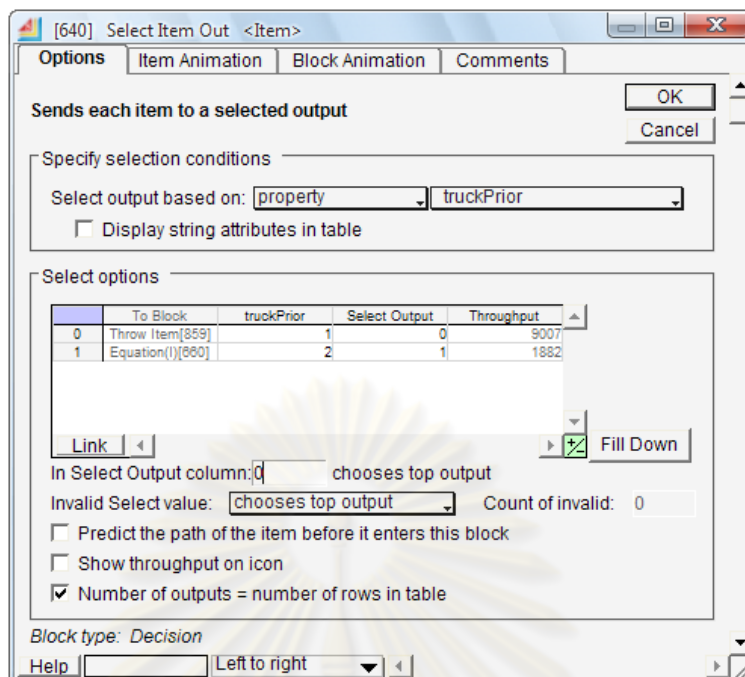 [640] Select Item Out <Item>
Options Item Animation Block Animation Comments
Sends each item to a selected output
OK
Cancel
Specify selection conditions
Select output based on: property truckPrior
Display string attributes in table
Select options
To Block truckPrior Select Output Throughput
0 Throw Item[859] 1 0 9007
1 Equation(I)[660] 2 1 1882
Link
Fill Down
In Select Output column: 0 chooses top output
Invalid Select value: chooses top output Count of invalid: 0
Predict the path of the item before it enters this block
Show throughput on icon
Number of outputs = number of rows in table
Block type: Decision
Help Left to right